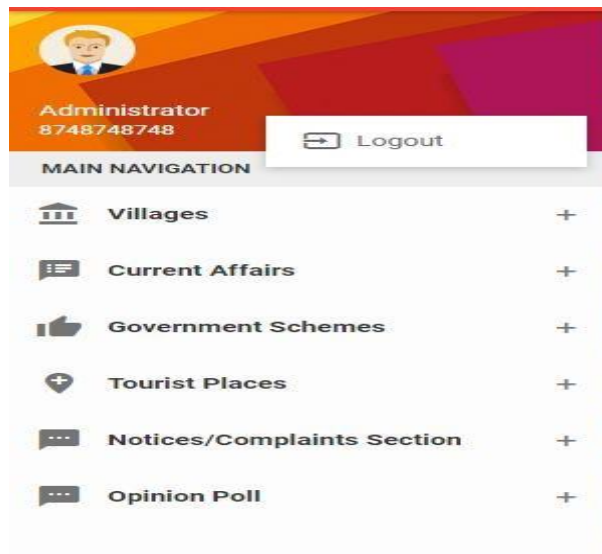 Administrator
8748748748
Logout
MAIN NAVIGATION
Villages +
Current Affairs +
Government Schemes +
Tourist Places +
Notices/Complaints Section +
Opinion Poll +